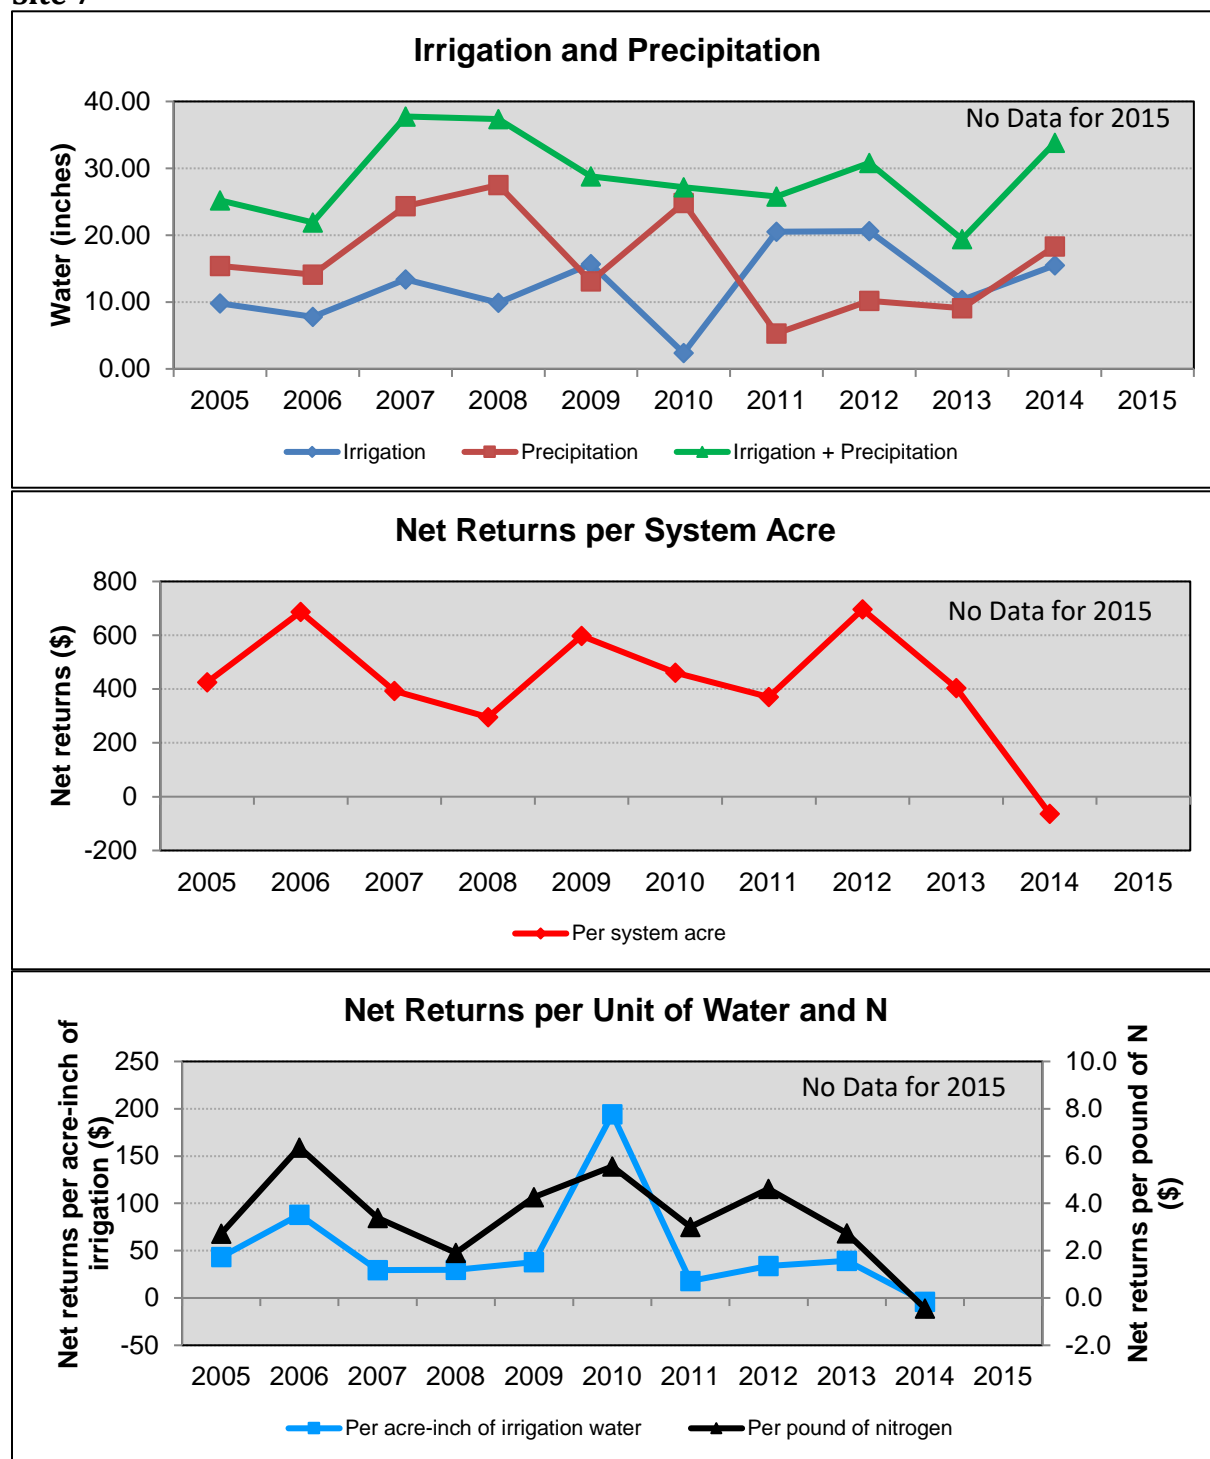 Site 7
Irrigation and Precipitation
No Data for 2015
Water (inches)
40.00
30.00
20.00
10.00
0.00
2005 2006 2007 2008 2009 2010 2011 2012 2013 2014 2015
Irrigation Precipitation Irrigation + Precipitation
Net Returns per System Acre
No Data for 2015
Net returns ($)
800
600
400
200
0
-200
2005 2006 2007 2008 2009 2010 2011 2012 2013 2014 2015
Per system acre
Net Returns per Unit of Water and N
No Data for 2015
Net returns per acre-inch of
irrigation ($)
250
200
150
100
50
0
-50
10.0
8.0
6.0
4.0
2.0
0.0
-2.0
Net returns per pound of N
($)
2005 2006 2007 2008 2009 2010 2011 2012 2013 2014 2015
Per acre-inch of irrigation water Per pound of nitrogen